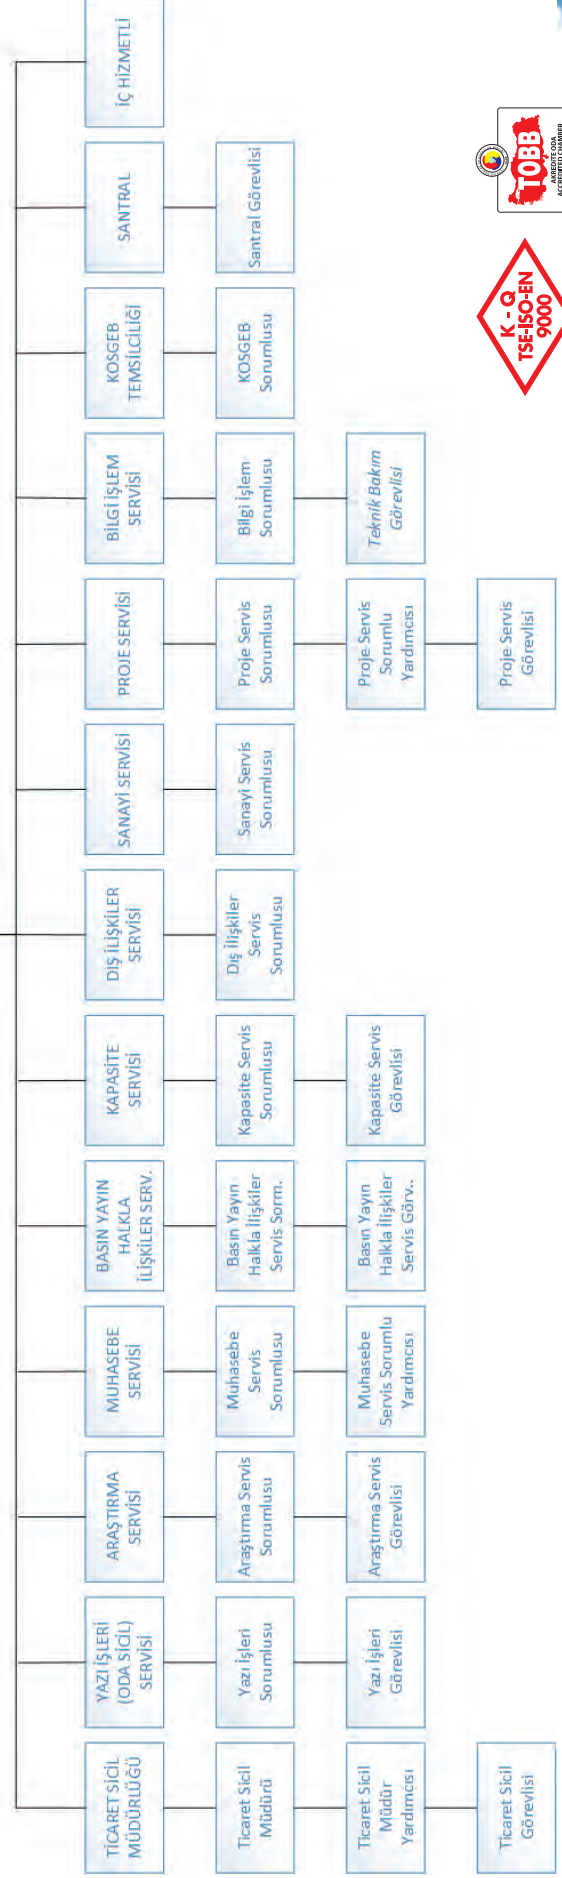 TİCARET SİCİL
MÜDÜRLÜĞÜ
Ticaret Sicil
Müdürü
Ticaret Sicil
Müdür
Yardımcısı
Ticaret Sicil
Görevlisi
YAZI İŞLERİ
(ODA SİCİL)
SERVİSİ
Yazı İşleri
Sorumlusu
Yazı İşleri
Görevlisi
ARAŞTIRMA
SERVİSİ
Araştırma Servis
Sorumlusu
Araştırma Servis
Görevlisi
MUHASEBE
SERVİSİ
Muhasebe
Servis
Sorumlusu
Muhasebe
Servis Sorumlu
Yardımcısı
BASIN YAYIN
HALKLA
İLİŞKİLER SERV.
Basın Yayın
Halkla İlişkiler
Servis Sorm.
Basın Yayın
Halkla İlişkiler
Servis Görv..
KAPASİTE
SERVİSİ
Kapasite Servis
Sorumlusu
Kapasite Servis
Görevlisi
DIŞ İLİŞKİLER
SERVİSİ
Dış İlişkiler
Servis
Sorumlusu
SANAYİ SERVİSİ
Sanayi Servis
Sorumlusu
PROJE SERVİSİ
Proje Servis
Sorumlusu
Proje Servis
Sorumlu
Yardımcısı
Proje Servis
Görevlisi
BİLGİ İŞLEM
SERVİSİ
Bilgi İşlem
Sorumlusu
Teknik Bakım
Görevlisi
KOSGEB
TEMSİLCİLİĞİ
KOSGEB
Sorumlusu
SANTRAL
Santral Görevlisi
İÇ HİZMETLİ
K - Q
TSE-ISO-EN
9000
TOBB
AKREDİTE ODA
ACCREDITED CHAMBER